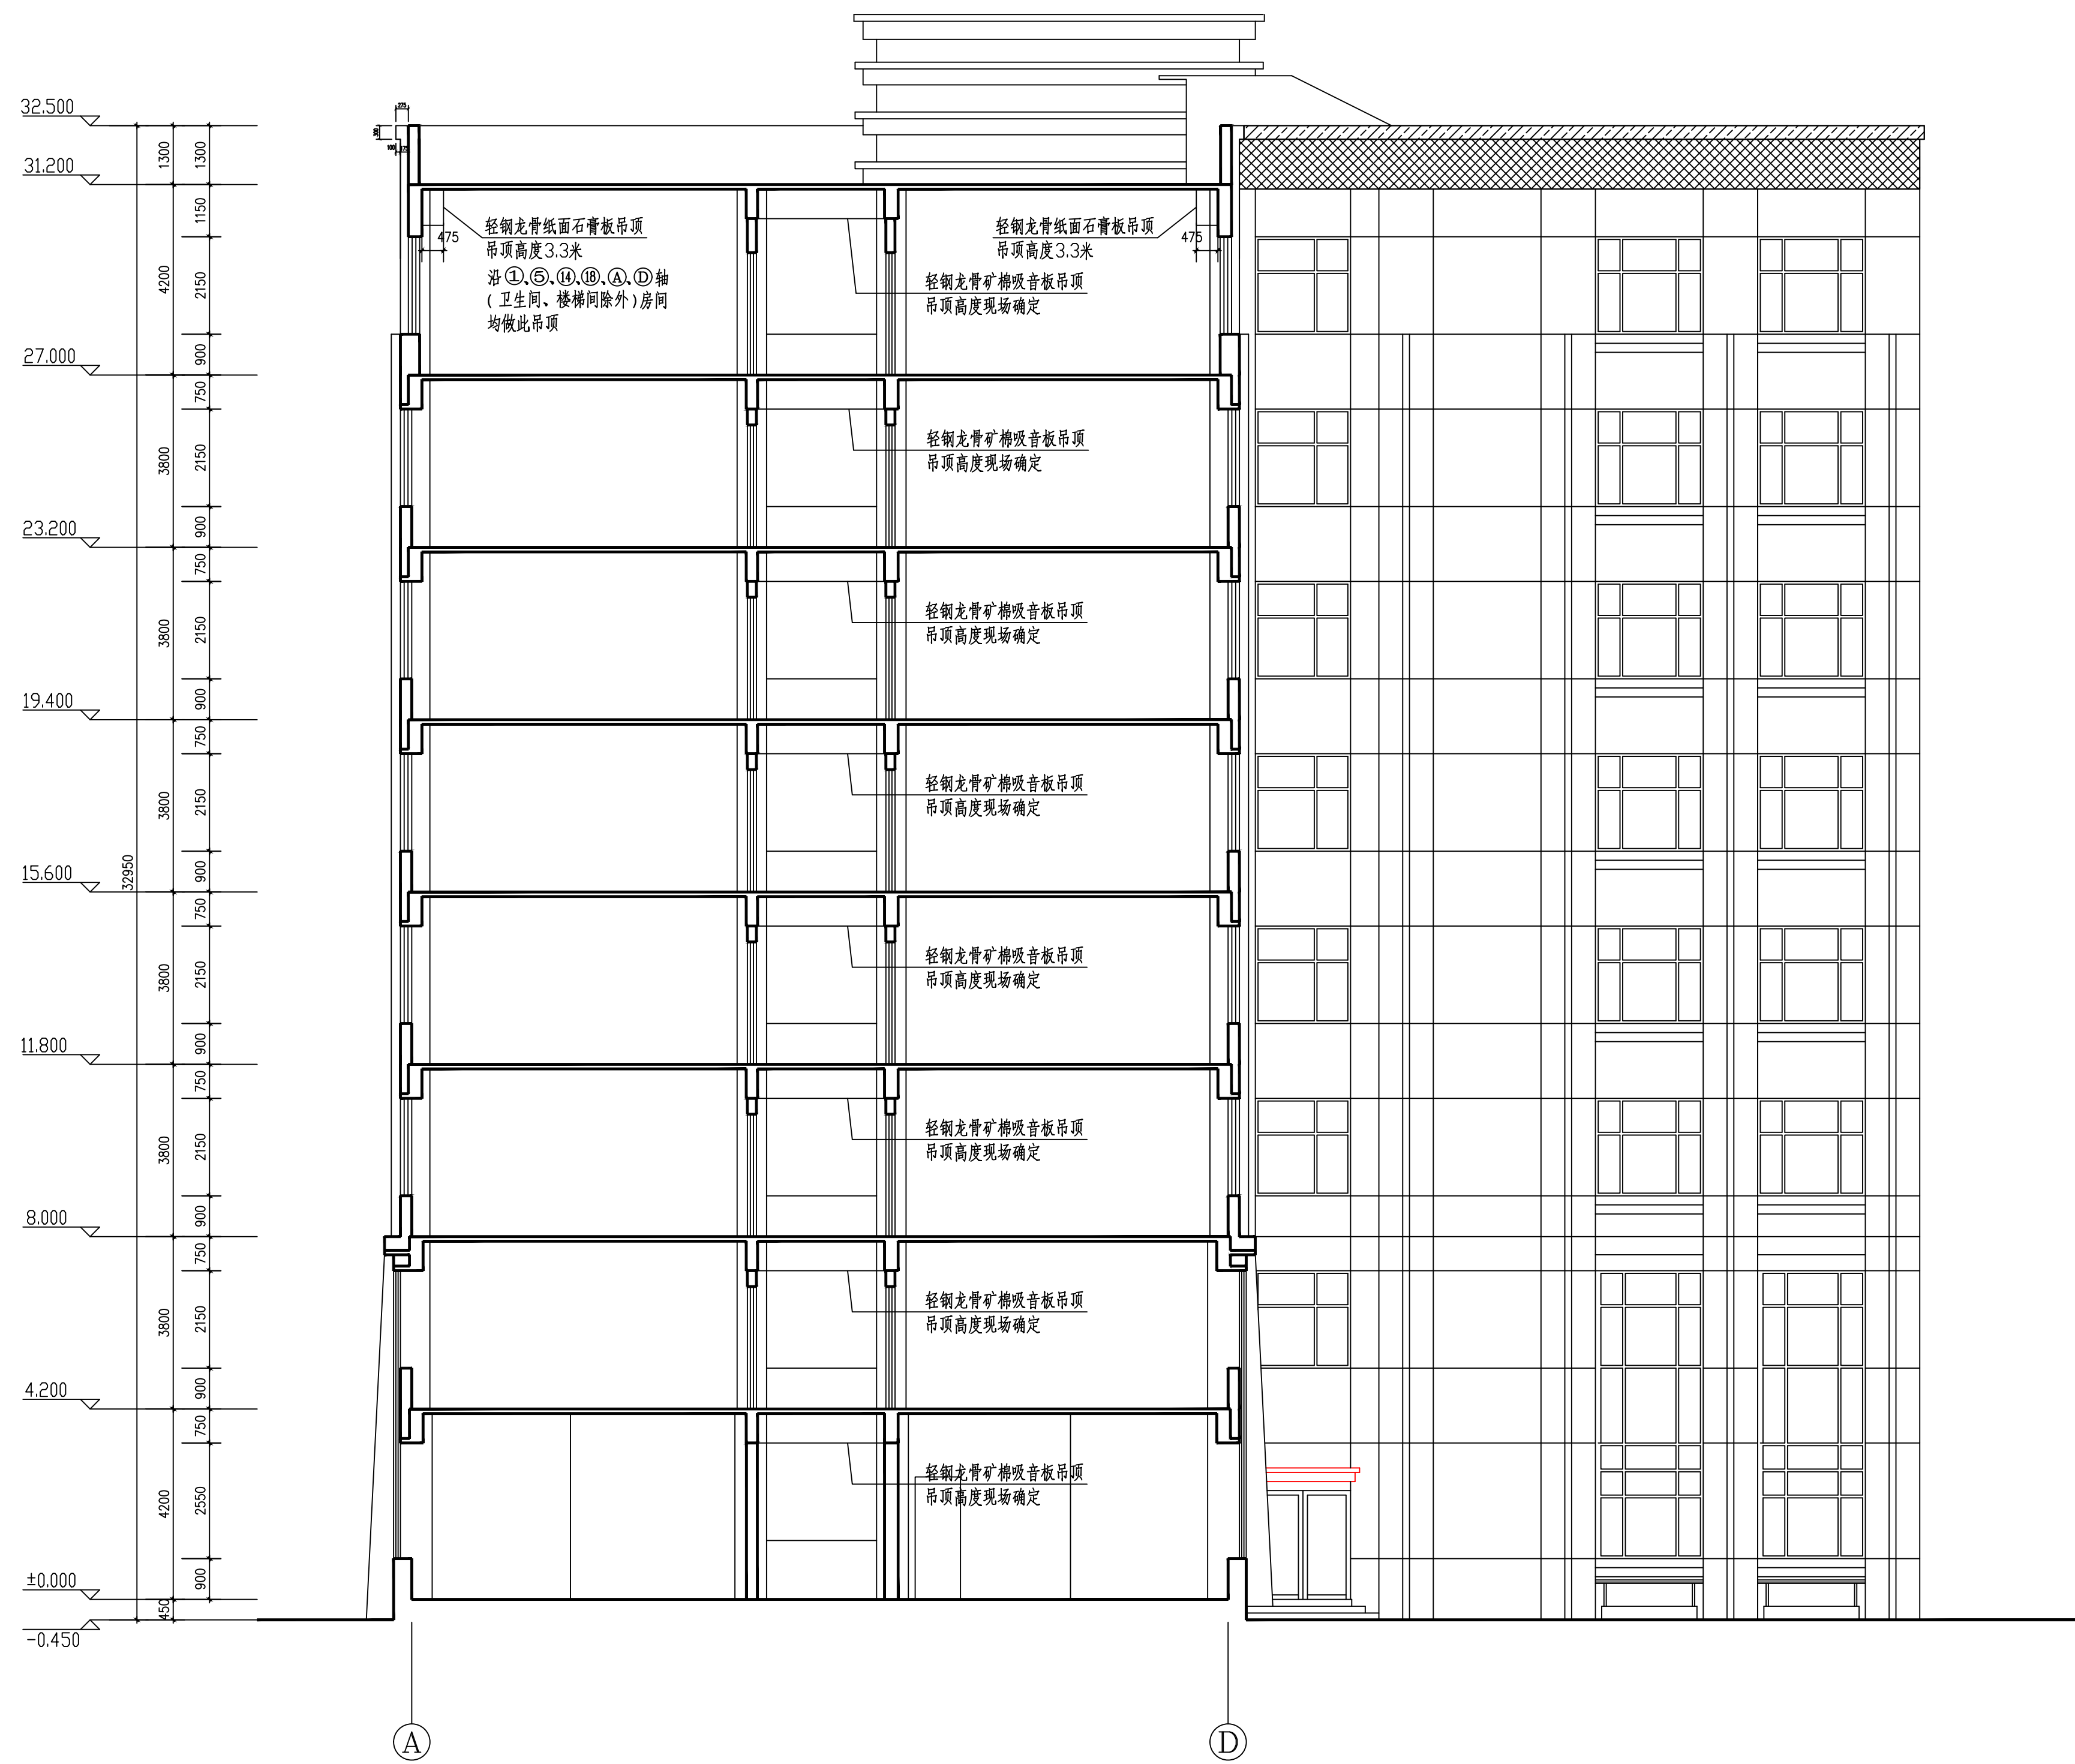 32.500
31.200
27.000
23.200
19.400
15.600
11.800
8.000
4.200
±0.000
-0.450
32950
1300
4200
3800
3800
3800
3800
3800
3800
4200
450
1300
1150
2150
900
750
2150
900
750
2150
900
750
2150
900
750
2150
900
750
2150
900
750
2150
900
750
2550
900
275
300
100
175
轻钢龙骨纸面石膏板吊顶
475
吊顶高度3.3米
沿①、⑤、⑭、⑱、Ⓐ、Ⓓ轴
(卫生间、楼梯间除外)房间
均做此吊顶
轻钢龙骨纸面石膏板吊顶
475
吊顶高度3.3米
轻钢龙骨矿棉吸音板吊顶
吊顶高度现场确定
轻钢龙骨矿棉吸音板吊顶
吊顶高度现场确定
轻钢龙骨矿棉吸音板吊顶
吊顶高度现场确定
轻钢龙骨矿棉吸音板吊顶
吊顶高度现场确定
轻钢龙骨矿棉吸音板吊顶
吊顶高度现场确定
轻钢龙骨矿棉吸音板吊顶
吊顶高度现场确定
轻钢龙骨矿棉吸音板吊顶
吊顶高度现场确定
轻钢龙骨矿棉吸音板吊顶
吊顶高度现场确定
A
D